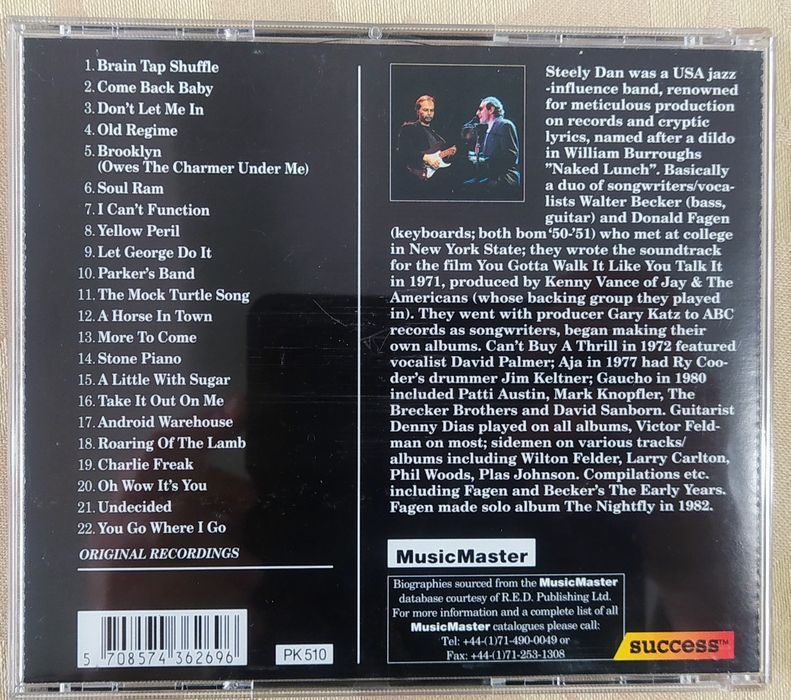 1. Brain Tap Shuffle
2. Come Back Baby
3. Don't Let Me In
4. Old Regime
5. Brooklyn
(Owes The Charmer Under Me)
6. Soul Ram
7. I Can't Function
8. Yellow Peril
9. Let George Do It
10. Parker's Band
11. The Mock Turtle Song
12. A Horse In Town
13. More To Come
14. Stone Piano
15. A Little With Sugar
16. Take It Out On Me
17. Android Warehouse
18. Roaring Of The Lamb
19. Charlie Freak
20. Oh Wow It's You
21. Undecided
22. You Go Where I Go
ORIGINAL RECORDINGS
5 708574 362696
PK 510
Steely Dan was a USA jazz
-influence band, renowned
for meticulous production
on records and cryptic
lyrics, named after a dildo
in William Burroughs
"Naked Lunch". Basically
a duo of songwriters/voca-
lists Walter Becker (bass,
guitar) and Donald Fagen
(keyboards; both born '50-'51) who met at college
in New York State; they wrote the soundtrack
for the film You Gotta Walk It Like You Talk It
in 1971, produced by Kenny Vance of Jay & The
Americans (whose backing group they played
in). They went with producer Gary Katz to ABC
records as songwriters, began making their
own albums. Can't Buy A Thrill in 1972 featured
vocalist David Palmer; Aja in 1977 had Ry Coo-
der's drummer Jim Keltner; Gaucho in 1980
included Patti Austin, Mark Knopfler, The
Brecker Brothers and David Sanborn. Guitarist
Denny Dias played on all albums, Victor Feld-
man on most; sidemen on various tracks/
albums including Wilton Felder, Larry Carlton,
Phil Woods, Plas Johnson. Compilations etc.
including Fagen and Becker's The Early Years.
Fagen made solo album The Nightfly in 1982.
MusicMaster
Biographies sourced from the MusicMaster
database courtesy of R.E.D. Publishing Ltd.
For more information and a complete list of all
MusicMaster catalogues please call:
Tel: +44-(1)71-490-0049 or
Fax: +44-(1)71-253-1308
success™